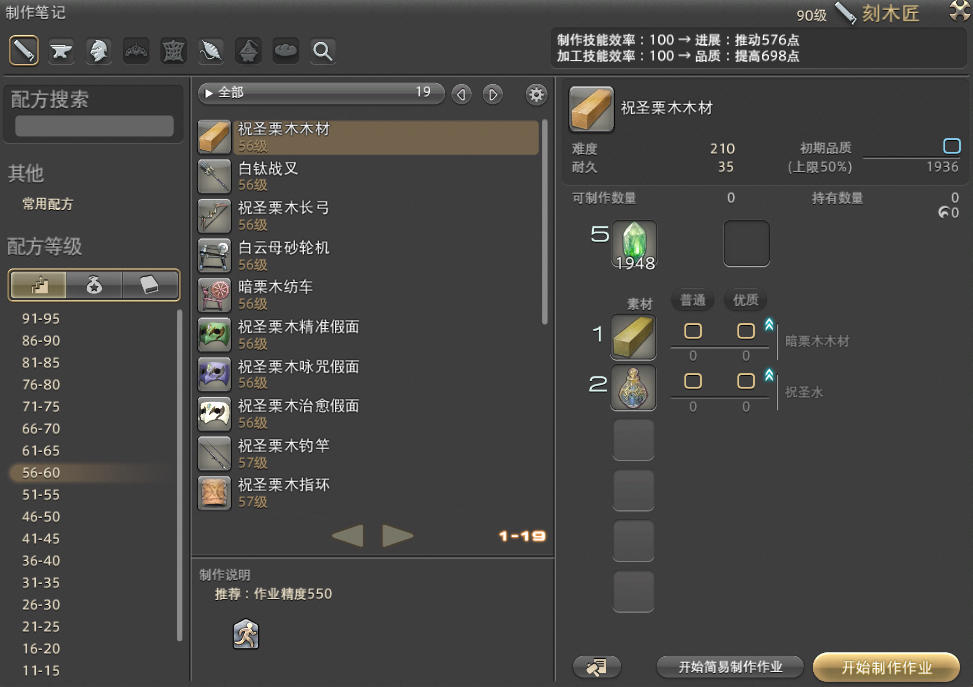 制作笔记
90级 刻木匠
制作技能效率：100 → 进展：推动576点
加工技能效率：100 → 品质：提高698点
配方搜索
其他
常用配方
配方等级
91-95
86-90
81-85
76-80
71-75
66-70
61-65
56-60
51-55
46-50
41-45
36-40
31-35
26-30
21-25
16-20
11-15
全部 19
祝圣栗木木材
56级
白钛战叉
56级
祝圣栗木长弓
56级
白云母砂轮机
56级
暗栗木纺车
56级
祝圣栗木精准假面
56级
祝圣栗木咏咒假面
56级
祝圣栗木治愈假面
56级
祝圣栗木钓竿
57级
祝圣栗木指环
57级
1-19
制作说明
推荐：作业精度550
祝圣栗木木材
难度 210
耐久 35
初期品质
(上限50%) 1936
可制作数量 0
持有数量 0
0
5 1948
素材 普通 优质
1 0 0 暗栗木木材
2 0 0 祝圣水
开始简易制作作业
开始制作作业